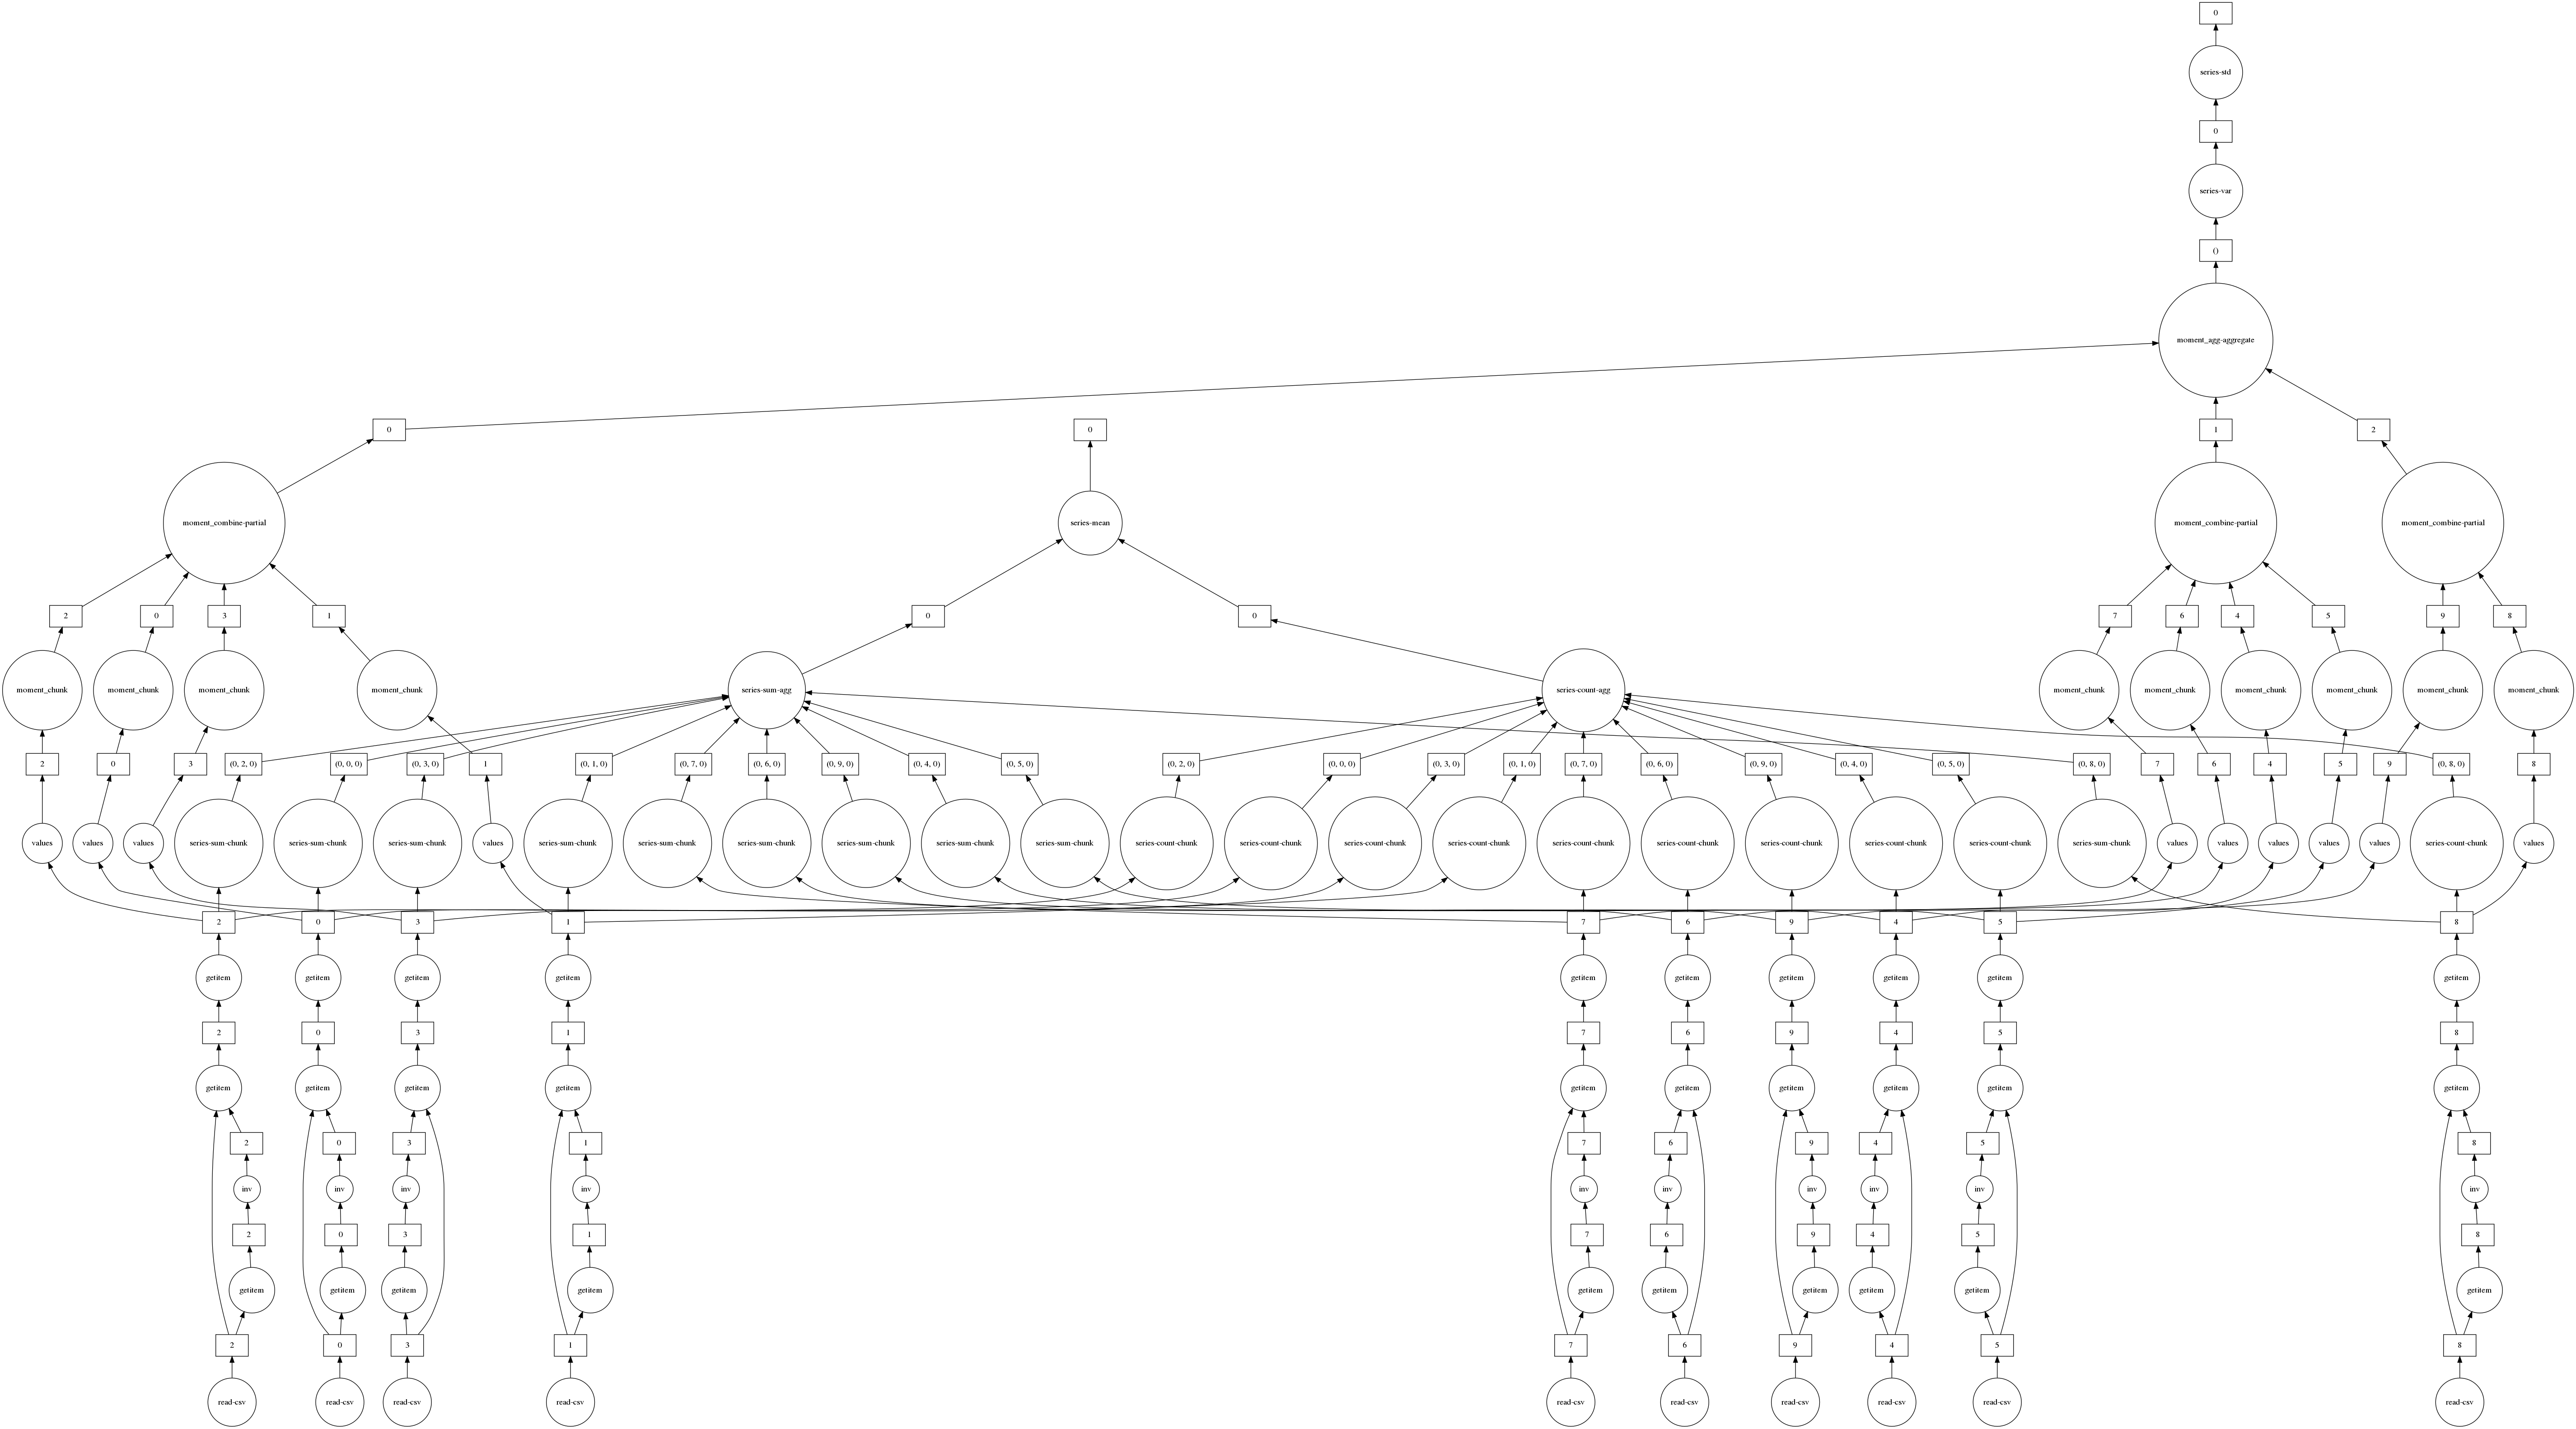 0
series-std
0
series-var
()
moment_agg-aggregate
0 0 1 2
moment_combine-partial series-mean moment_combine-partial moment_combine-partial
2 0 3 1 0 0 7 6 4 5 9 8
moment_chunk moment_chunk moment_chunk moment_chunk series-sum-agg series-count-agg moment_chunk moment_chunk moment_chunk moment_chunk moment_chunk moment_chunk
2 0 3 (0, 2, 0) (0, 0, 0) (0, 3, 0) 1 (0, 1, 0) (0, 7, 0) (0, 6, 0) (0, 9, 0) (0, 4, 0) (0, 5, 0) (0, 2, 0) (0, 0, 0) (0, 3, 0) (0, 1, 0) (0, 7, 0) (0, 6, 0) (0, 9, 0) (0, 4, 0) (0, 5, 0) (0, 8, 0) 7 6 4 5 9 (0, 8, 0) 8
values values values series-sum-chunk series-sum-chunk series-sum-chunk values series-sum-chunk series-sum-chunk series-sum-chunk series-sum-chunk series-sum-chunk series-sum-chunk series-count-chunk series-count-chunk series-count-chunk series-count-chunk series-count-chunk series-count-chunk series-count-chunk series-count-chunk series-count-chunk series-sum-chunk values values values values values series-count-chunk values
2 0 3 1 7 6 9 4 5 8
getitem getitem getitem getitem getitem getitem getitem getitem getitem getitem
2 0 3 1 7 6 9 4 5 8
getitem getitem getitem getitem getitem getitem getitem getitem getitem getitem
2 0 3 1 7 6 9 4 5 8
inv inv inv inv inv inv inv inv inv inv
2 0 3 1 7 6 9 4 5 8
getitem getitem getitem getitem getitem getitem getitem getitem getitem getitem
2 0 3 1 7 6 9 4 5 8
read-csv read-csv read-csv read-csv read-csv read-csv read-csv read-csv read-csv read-csv